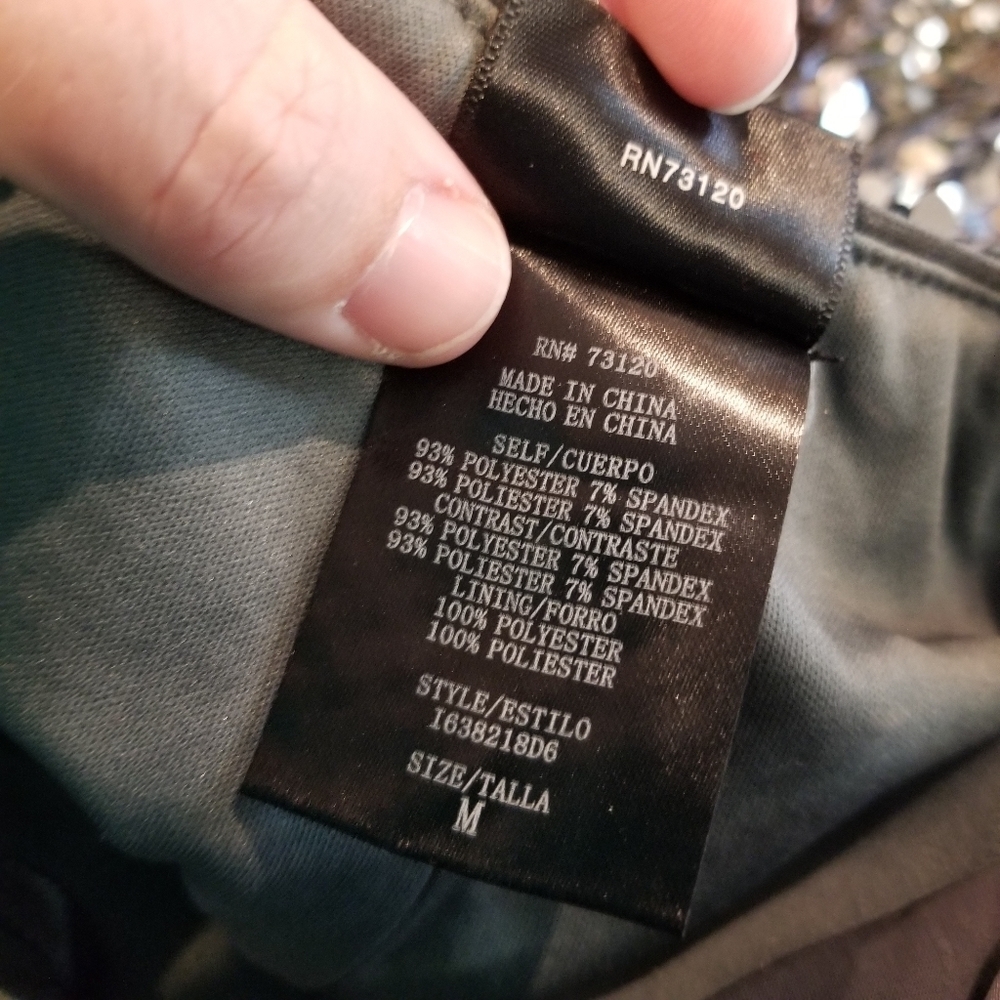 RN73120
RN# 73120
MADE IN CHINA
HECHO EN CHINA
SELF/CUERPO
93% POLYESTER 7% SPANDEX
93% POLIESTER 7% SPANDEX
CONTRAST/CONTRASTE
93% POLYESTER 7% SPANDEX
93% POLIESTER 7% SPANDEX
LINING/FORRO
100% POLYESTER
100% POLIESTER
STYLE/ESTILO
I638218D6
SIZE/TALLA
M